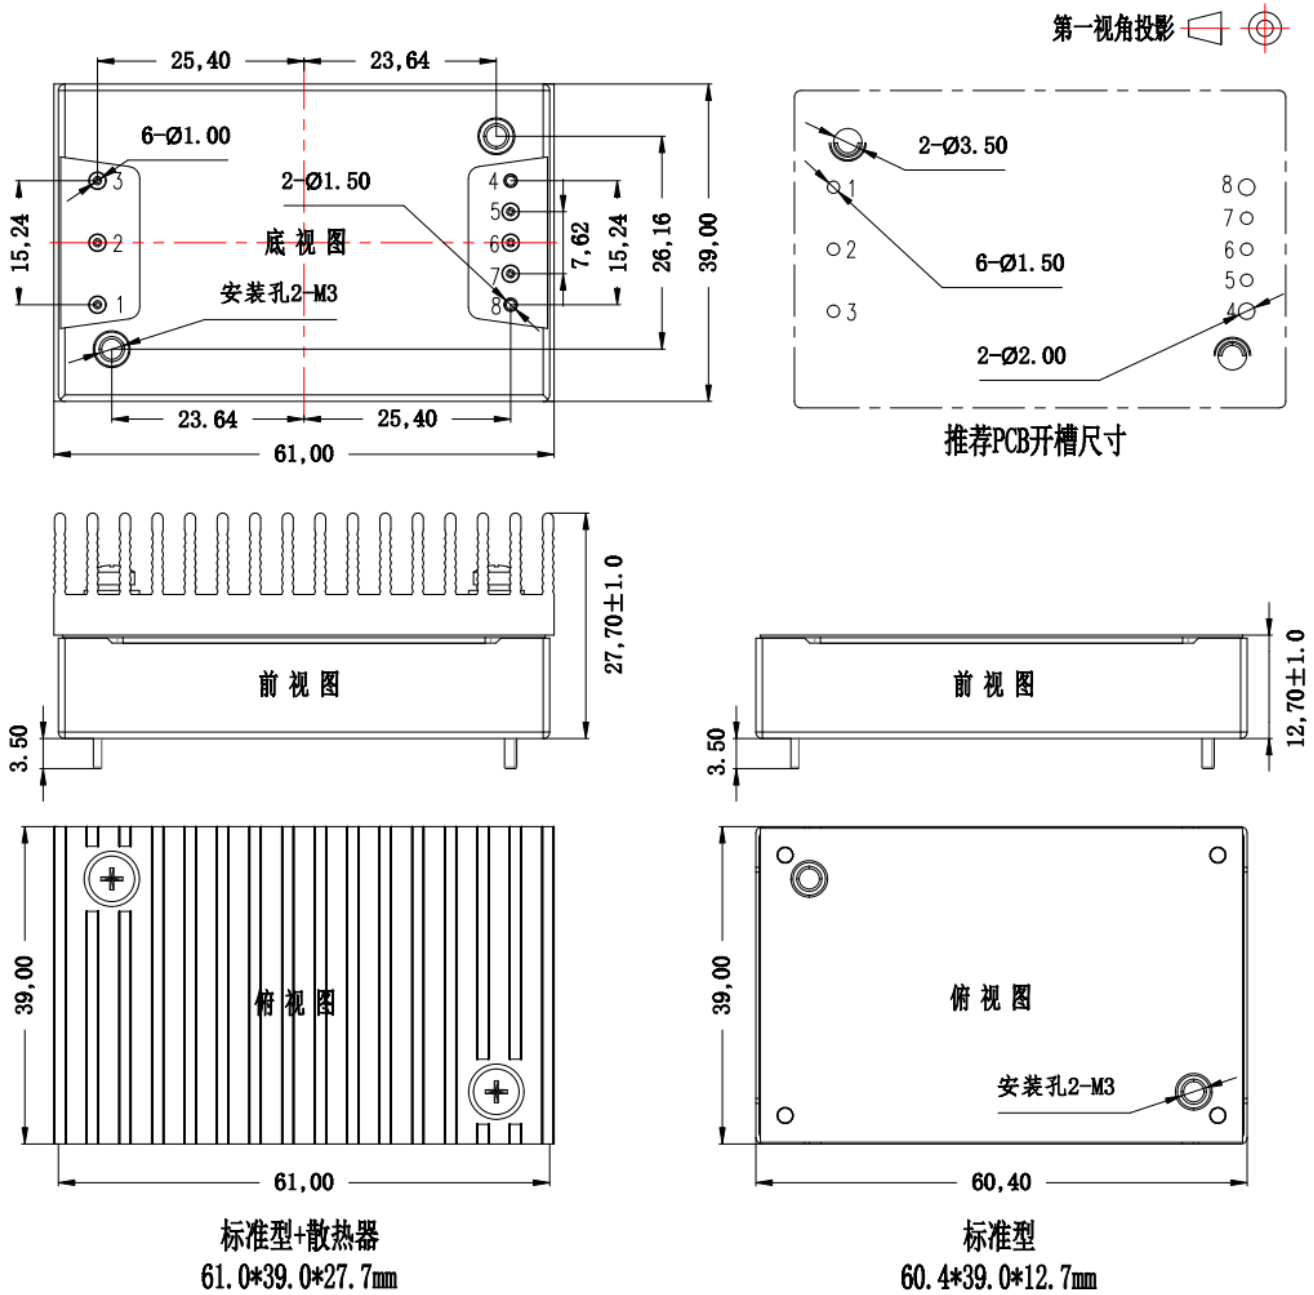 第一视角投影
25,40
23,64
6-Ø1.00
2-Ø1.50
3
2
1
4
5
6
7
8
15,24
底视图
安装孔2-M3
7,62
15,24
26,16
39,00
23.64
25,40
61,00
2-Ø3.50
1
2
3
8
7
6
5
4
6-Ø1.50
2-Ø2.00
推荐PCB开槽尺寸
前视图
27,70±1.0
3.50
前视图
12,70±1.0
3.50
39,00
俯视图
61,00
标准型+散热器
61.0*39.0*27.7mm
39,00
俯视图
安装孔2-M3
60,40
标准型
60.4*39.0*12.7mm